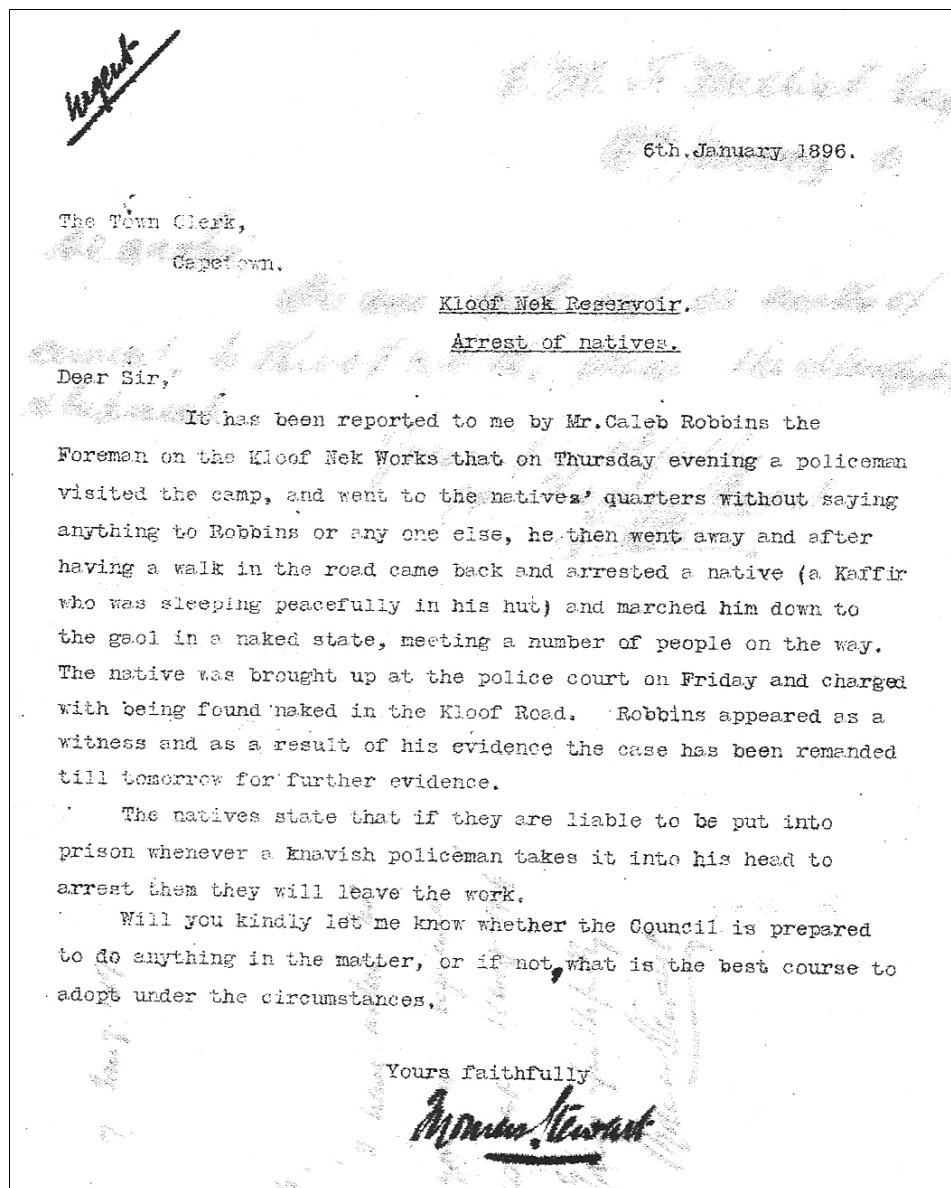 Urgent
6th.January 1896.
The Town Clerk,
Capetown.
Kloof Nek Reservoir.
Arrest of natives.
Dear Sir,
It has been reported to me by Mr.Caleb Robbins the
Foreman on the Kloof Nek Works that on Thursday evening a policeman
visited the camp, and went to the natives' quarters without saying
anything to Robbins or any one else, he then went away and after
having a walk in the road came back and arrested a native (a Kaffir
who was sleeping peacefully in his hut) and marched him down to
the gaol in a naked state, meeting a number of people on the way.
The native was brought up at the police court on Friday and charged
with being found naked in the Kloof Road. Robbins appeared as a
witness and as a result of his evidence the case has been remanded
till tomorrow for further evidence.
The natives state that if they are liable to be put into
prison whenever a knavish policeman takes it into his head to
arrest them they will leave the work.
Will you kindly let me know whether the Council is prepared
to do anything in the matter, or if not, what is the best course to
adopt under the circumstances.
Yours faithfully
Thomas Stewart